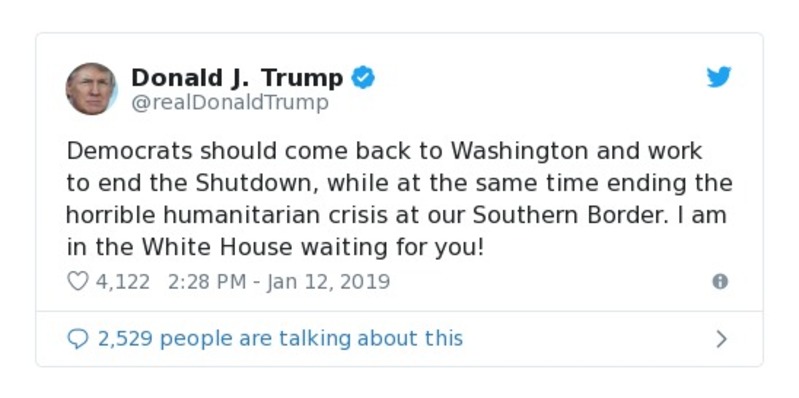 Donald J. Trump
@realDonaldTrump
Democrats should come back to Washington and work
to end the Shutdown, while at the same time ending the
horrible humanitarian crisis at our Southern Border. I am
in the White House waiting for you!
4,122 2:28 PM - Jan 12, 2019
2,529 people are talking about this